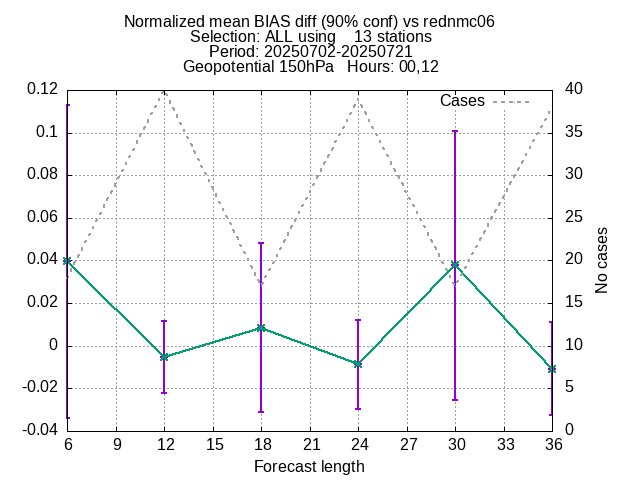 Normalized mean BIAS diff (90% conf) vs rednmc06
Selection: ALL using    13 stations
Period: 20250702-20250721
Geopotential 150hPa   Hours: 00,12
Cases
0.12
0.1
0.08
0.06
0.04
0.02
0
-0.02
-0.04
40
35
30
25
20
15
10
5
0
No cases
6 9 12 15 18 21 24 27 30 33 36
Forecast length